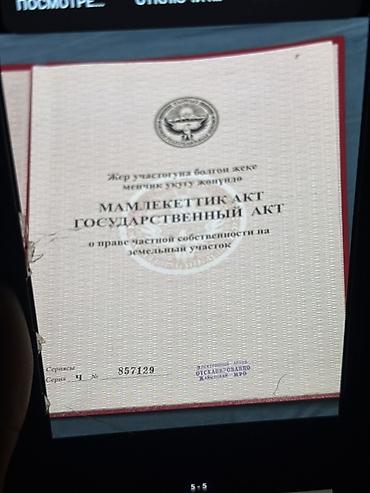 ПОСМОТРЕ...
Жер участогуна болгон жеке
менчик укугу жөнүндө
МАМЛЕКЕТТИК АКТ
ГОСУДАРСТВЕННЫЙ АКТ
о праве частной собственности на
земельный участок
Сериясы
Серия Ч № 857129
ОТСКАНИРОВАНО
5 - 5